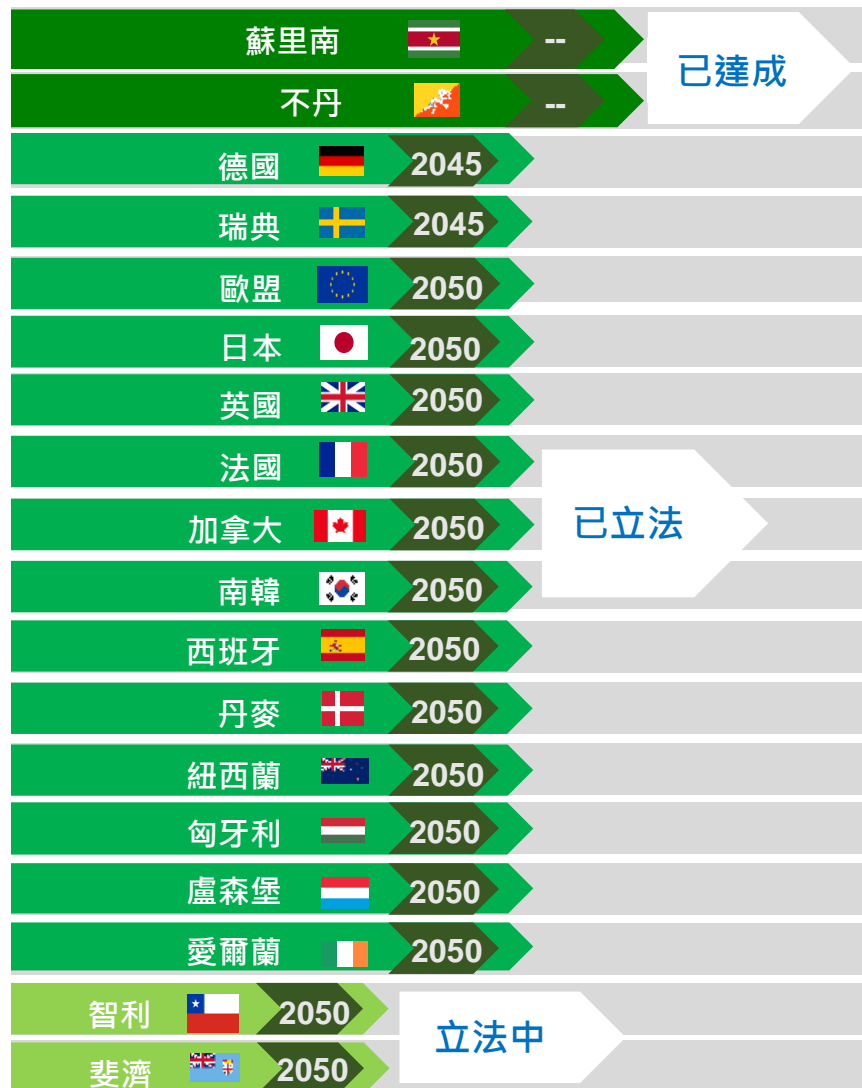 蘇里南 --
已達成
不丹 --
德國 2045
瑞典 2045
歐盟 2050
日本 2050
英國 2050
法國 2050
已立法
加拿大 2050
南韓 2050
西班牙 2050
丹麥 2050
紐西蘭 2050
匈牙利 2050
盧森堡 2050
愛爾蘭 2050
智利 2050
立法中
斐濟 2050